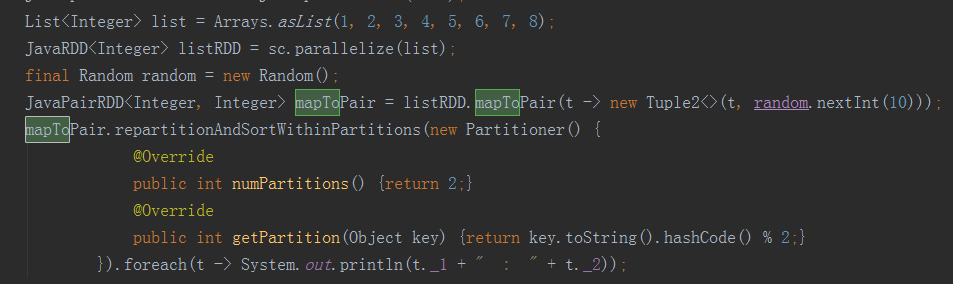 List<Integer> list = Arrays.asList(1, 2, 3, 4, 5, 6, 7, 8);
JavaRDD<Integer> listRDD = sc.parallelize(list);
final Random random = new Random();
JavaPairRDD<Integer, Integer> mapToPair = listRDD.mapToPair(t -> new Tuple2<>(t, random.nextInt(10)));
mapToPair.repartitionAndSortWithinPartitions(new Partitioner() {
@Override
public int numPartitions() {return 2;}
@Override
public int getPartition(Object key) {return key.toString().hashCode() % 2;}
}).foreach(t -> System.out.println(t._1 + "  :  " + t._2));